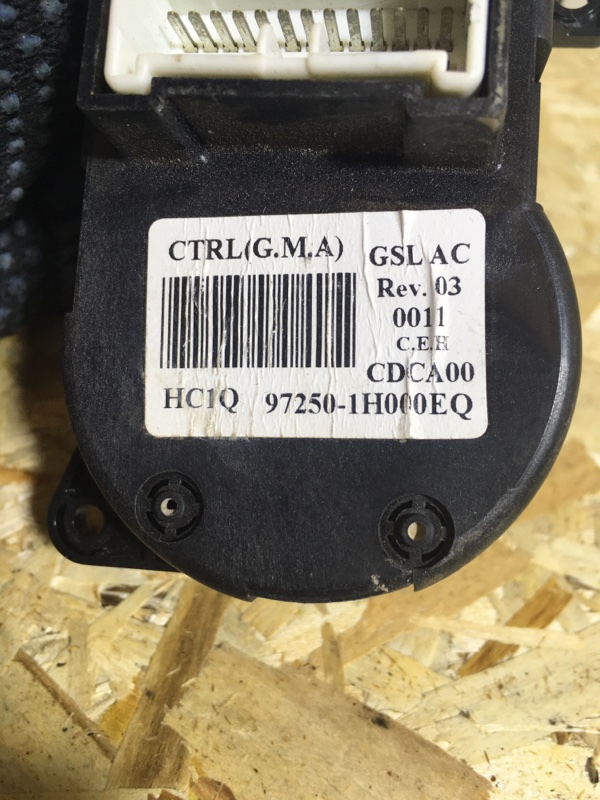 CTRL(G.M.A)
GSL AC
Rev. 03
0011
C.E.H
CDCA00
HC1Q 97250-1H000EQ